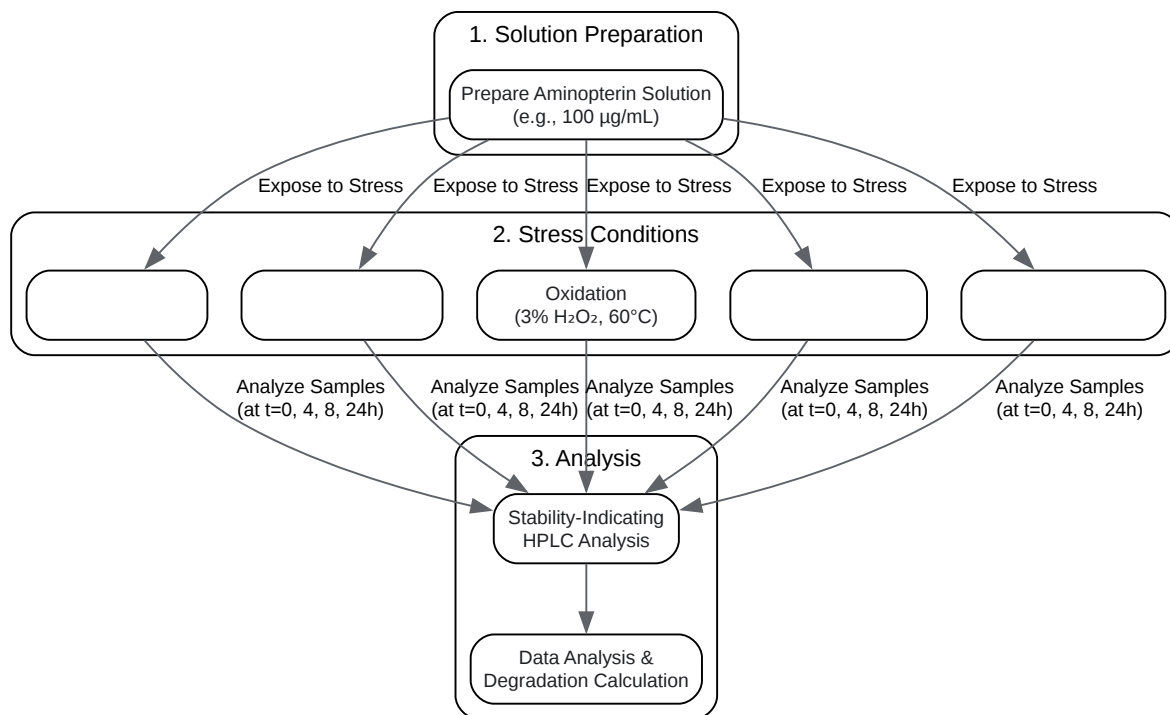 1. Solution Preparation
Prepare Aminopterin Solution
(e.g., 100 µg/mL)
Expose to Stress
Expose to Stress
Expose to Stress
Expose to Stress
Expose to Stress
2. Stress Conditions
Oxidation
(3% H₂O₂, 60°C)
Analyze Samples
(at t=0, 4, 8, 24h)
Analyze Samples
(at t=0, 4, 8, 24h)
Analyze Samples
(at t=0, 4, 8, 24h)
Analyze Samples
(at t=0, 4, 8, 24h)
Analyze Samples
(at t=0, 4, 8, 24h)
3. Analysis
Stability-Indicating
HPLC Analysis
Data Analysis &
Degradation Calculation